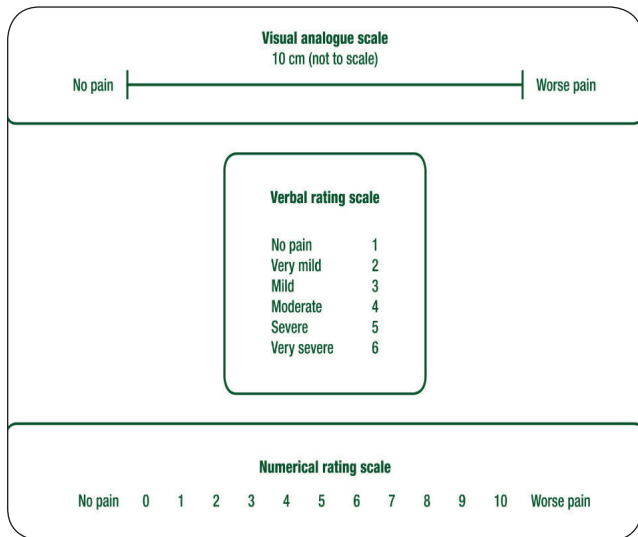 Visual analogue scale
10 cm (not to scale)
No pain Worse pain
Verbal rating scale
No pain 1
Very mild 2
Mild 3
Moderate 4
Severe 5
Very severe 6
Numerical rating scale
No pain 0 1 2 3 4 5 6 7 8 9 10 Worse pain